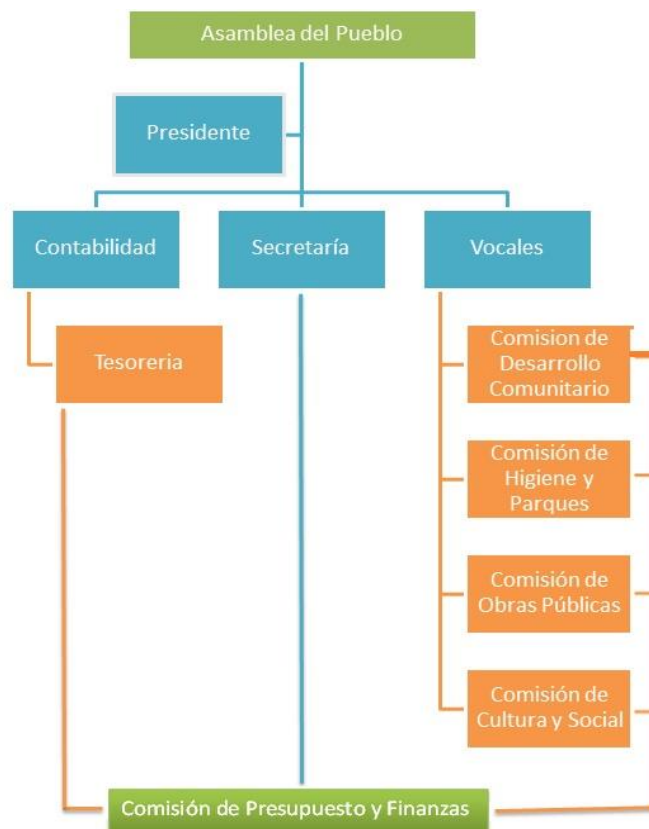 Asamblea del Pueblo
Presidente
Contabilidad
Secretaría
Vocales
Tesoreria
Comision de
Desarrollo
Comunitario
Comisión de
Higiene y
Parques
Comisión de
Obras Públicas
Comisión de
Cultura y Social
Comisión de Presupuesto y Finanzas